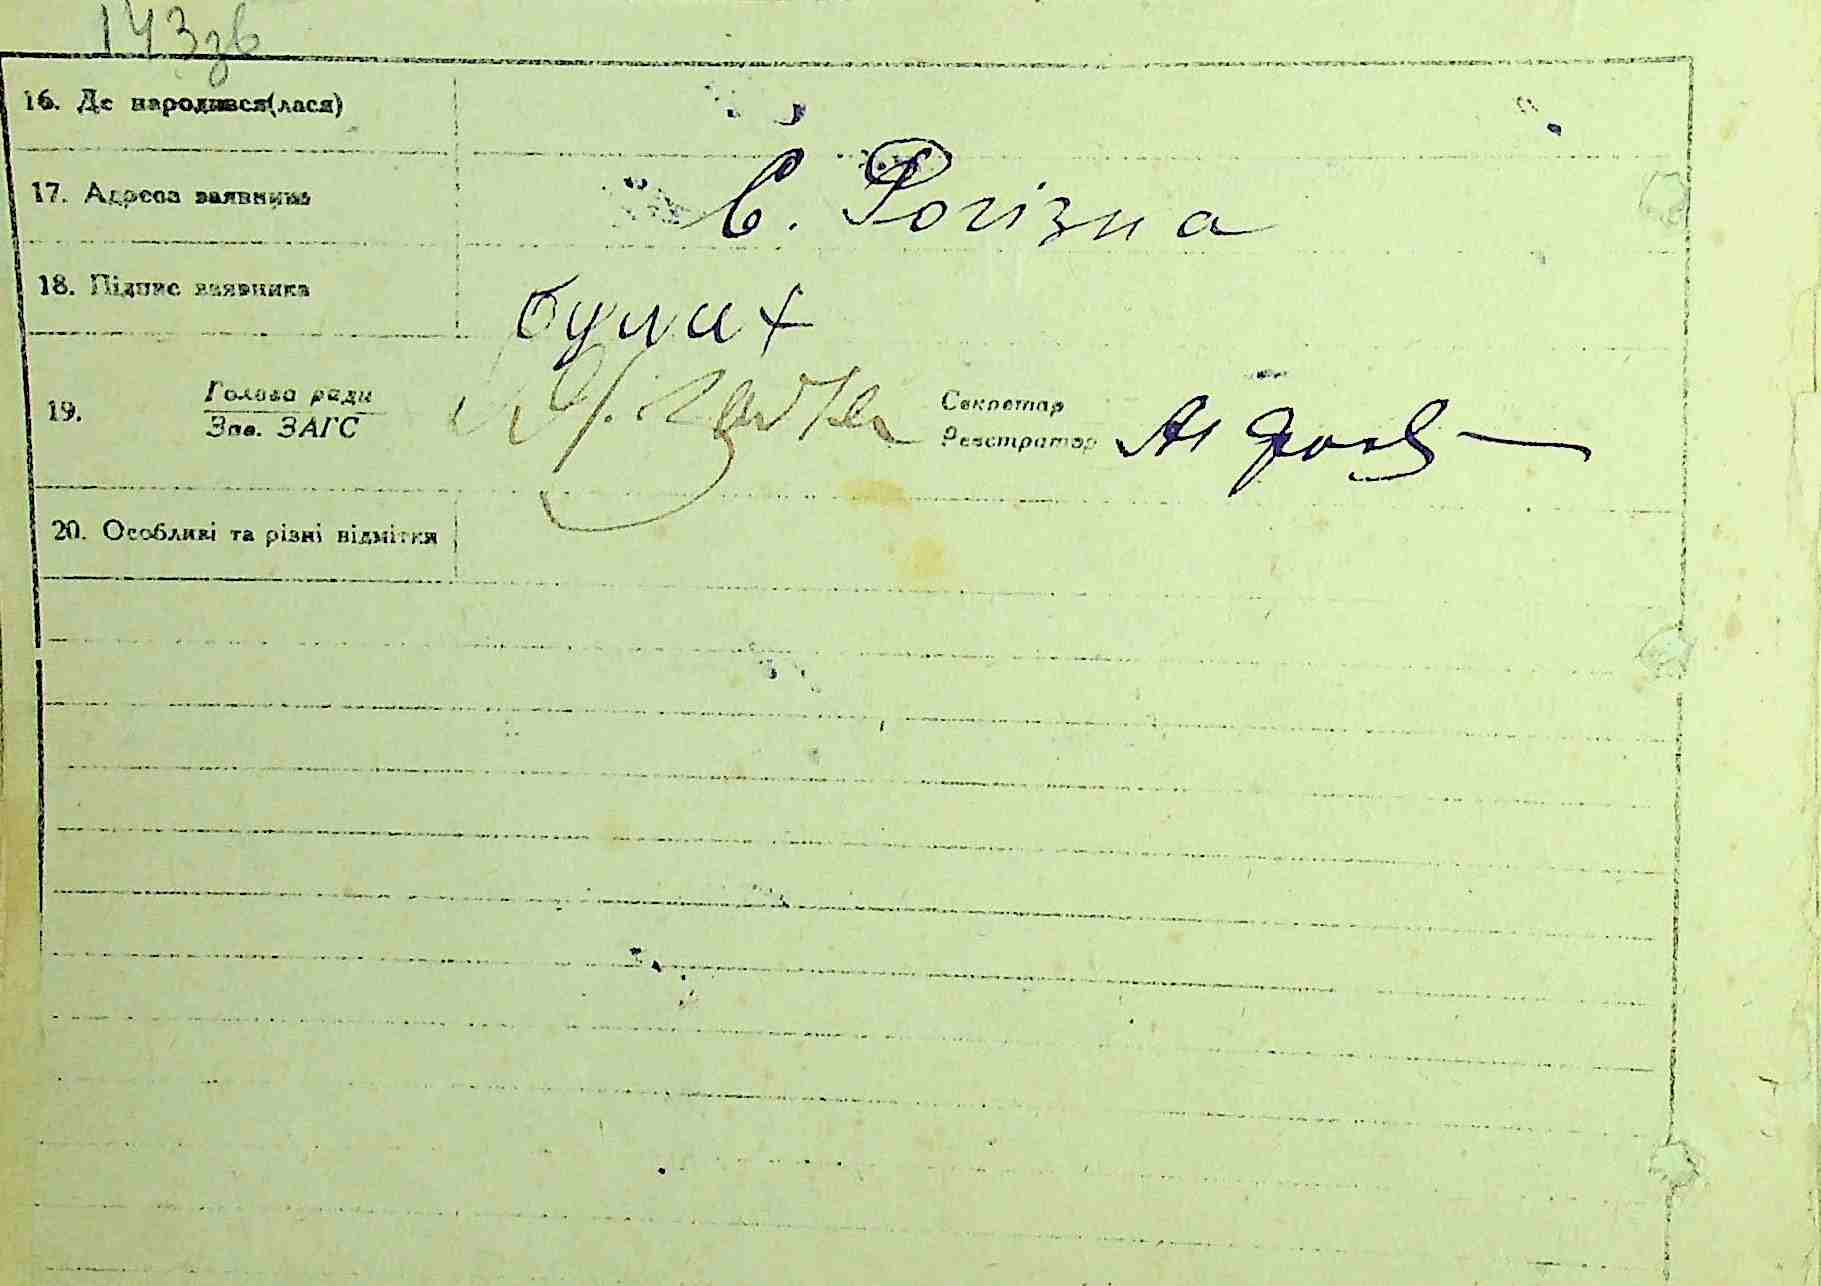 143зв
16. Де народився(лася)
17. Адреса заявника С. Рогізна
18. Підпис заявника Булах
19. Голова ради Секретар
Зав. ЗАГС Реєстратор
20. Особливі та різні відмітки